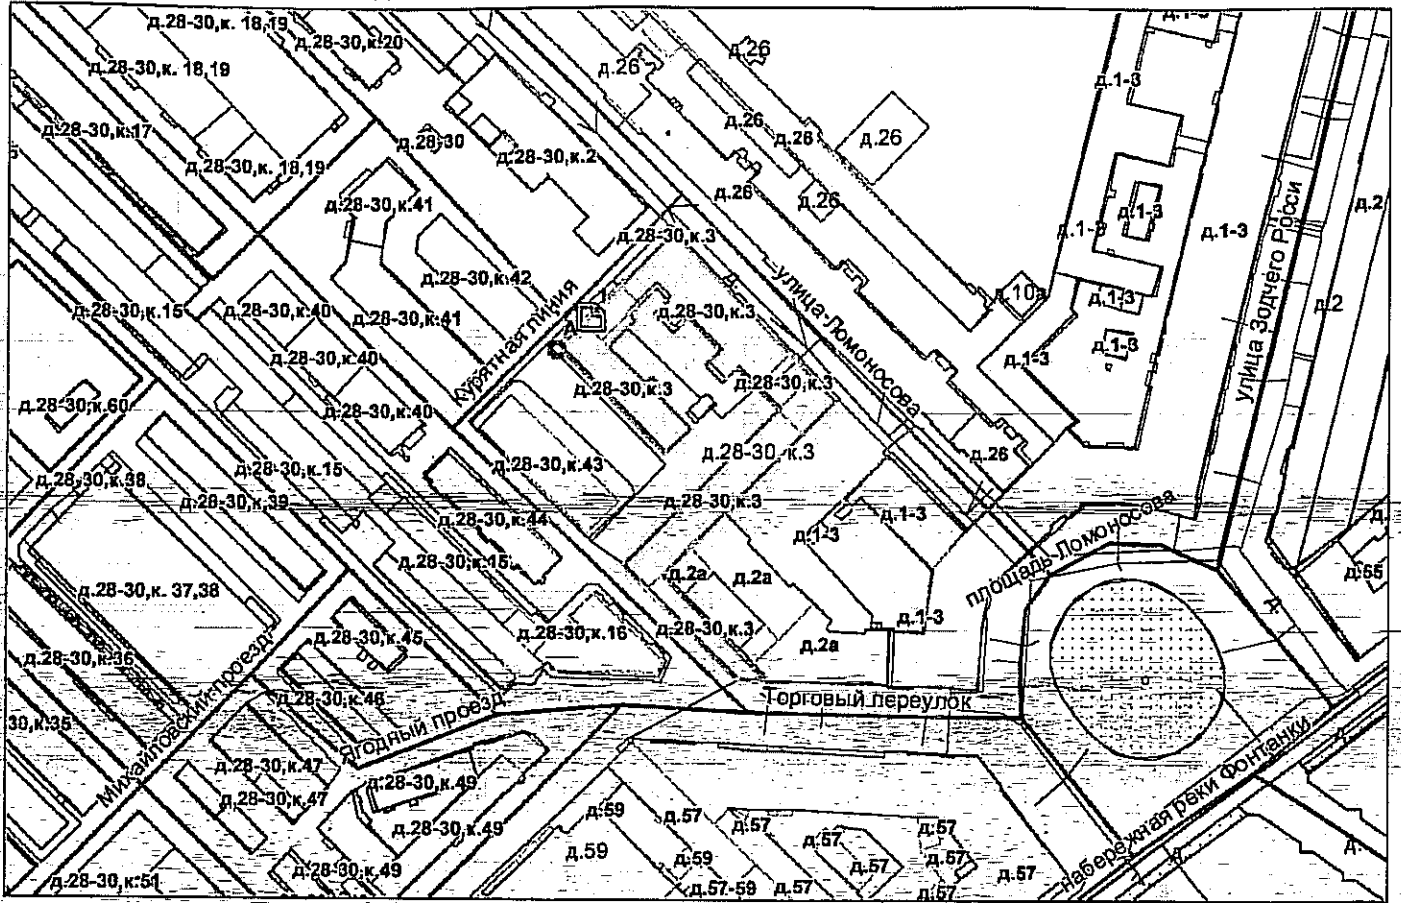 д.28-30,к. 18,19
д.28-30,к.20
д.28-30,к. 18,19
д.26
д.26
д.1-3
д.1-3
д.28-30,к.17
д.28-30
д.28-30,к.2
д.26
д.26
д.26
д.28-30,к. 18,19
д.26
д.26
д.28-30,к.41
д.28-30,к.3
д.1-3
д.1-3
д.1-3
д.2
улица Зодчего Росси
д.28-30,к.42
Курятная линия
д.
улица Ломоносова
д.10а
д.1-3
д.2
д.28-30,к.15
д.28-30,к.40
д.28-30,к.41
д.28-30,к.3
д.1-3
д.28-30,к.40
д.1-3
д.28-30,к.3
д.28-30,к.3
д.28-30,к.60
д.28-30,к.40
д.28-30,к.3
д.26
д.28-30,к.38
д.28-30,к.15
д.28-30,к.43
д.28-30,к.39
д.28-30,к.3
д.28-30,к.44
д.1-3
площадь Ломоносова
д.
д.1-3
д.28-30,к.15
д.2а
д.2а
д.55
д.28-30,к. 37,38
д.
д.28-30,к.45
д.28-30,к.16
д.28-30,к.3
д.1-3
д.2а
д.28-30,к.36
Михайловский проезд
д.28-30,к.46
Торговый переулок
30,к.35
Ягодный проезд
д.28-30,к.47
д.28-30,к.47
д.28-30,к.49
набережная реки Фонтанки
д.28-30,к.49
д.59
д.57
д.57
д.57
д.57
д.59
д.59
д.57
д.57
д.57
д.
д.
д.28-30,к.51
д.28-30,к.49
д.57-59
д.57
д.57